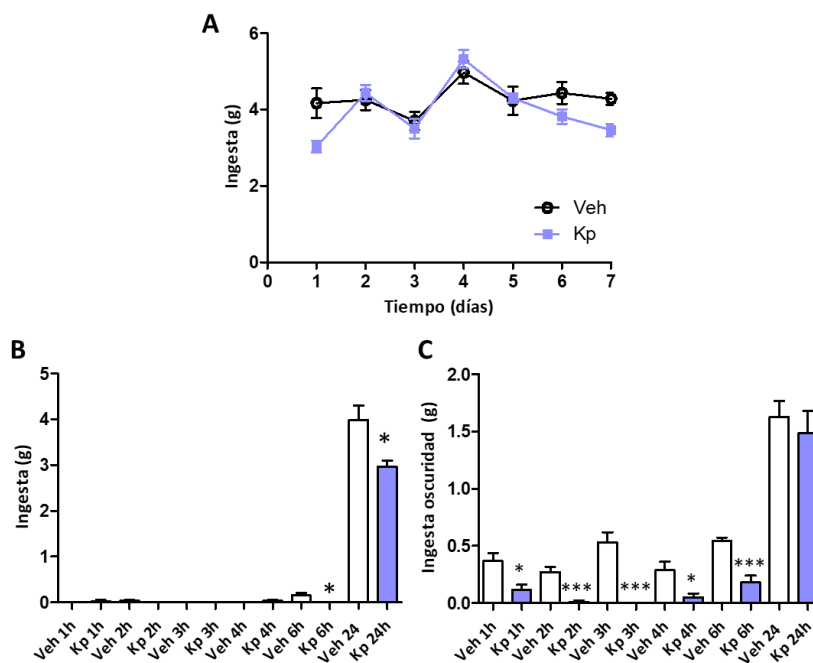 A
Ingesta (g)
6
4
2
0
Veh
Kp
0 1 2 3 4 5 6 7
Tiempo (días)
B
Ingesta (g)
5
4
3
2
1
0
*
*
Veh 1h Kp 1h Veh 2h Kp 2h Veh 3h Kp 3h Veh 4h Kp 4h Veh 6h Kp 6h Veh 24 Kp 24h
C
Ingesta oscuridad (g)
2.0
1.5
1.0
0.5
0.0
* *** *** * ***
Veh 1h Kp 1h Veh 2h Kp 2h Veh 3h Kp 3h Veh 4h Kp 4h Veh 6h Kp 6h Veh 24 Kp 24h